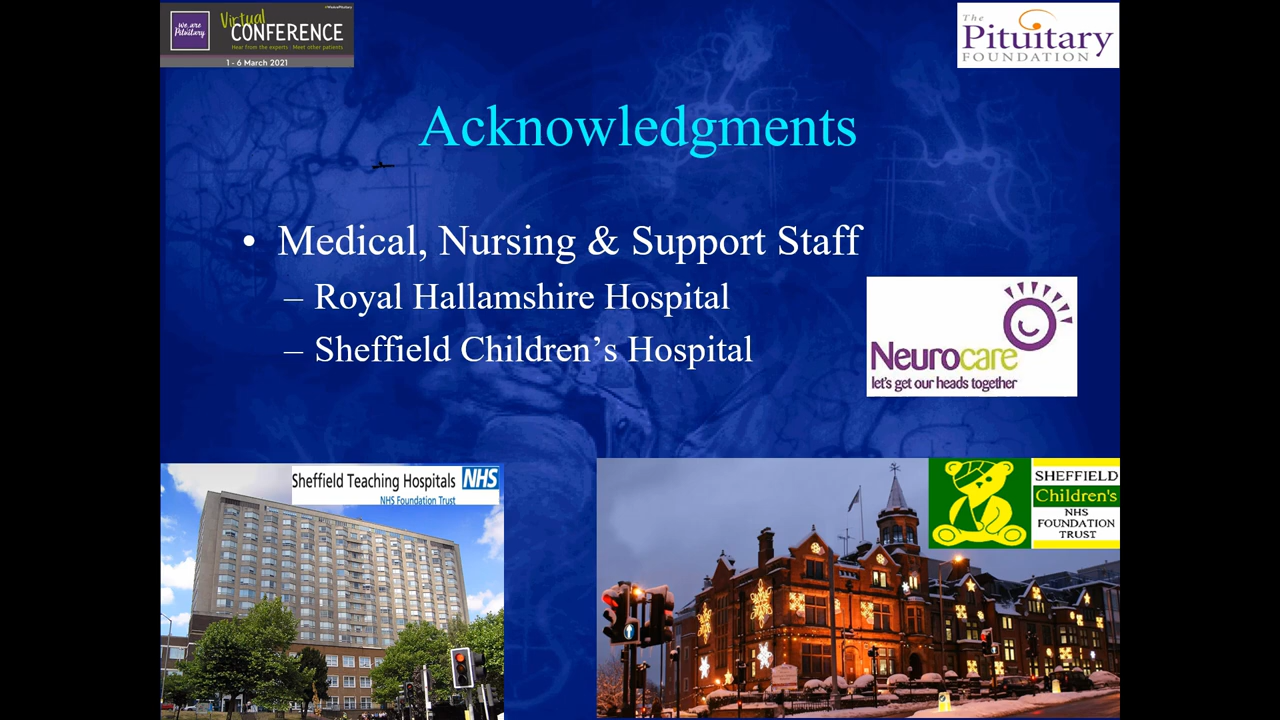 #WearePituitary
we are Pituitary
Virtual
CONFERENCE
Hear from the experts · Meet other patients
1 - 6 March 2021
The
Pituitary
FOUNDATION
Acknowledgments
• Medical, Nursing & Support Staff
– Royal Hallamshire Hospital
– Sheffield Children’s Hospital
Neurocare
let's get our heads together
Sheffield Teaching Hospitals NHS
NHS Foundation Trust
SHEFFIELD
Children's
NHS
FOUNDATION
TRUST